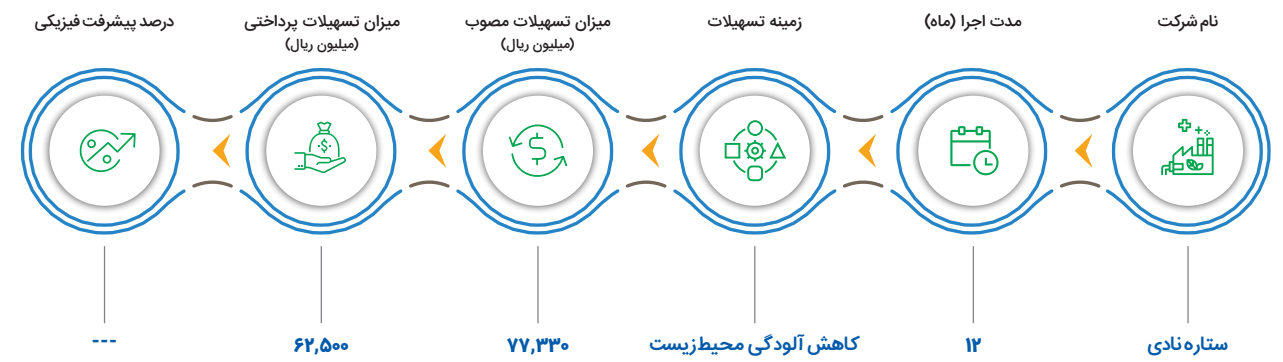 نام شرکت
مدت اجرا (ماه)
زمینه تسهیلات
میزان تسهیلات مصوب
(میلیون ریال)
میزان تسهیلات پرداختی
(میلیون ریال)
درصد پیشرفت فیزیکی
ستاره نادی
۱۲
کاهش آلودگی محیط‌زیست
۷۷,۳۳۰
۶۲,۵۰۰
---